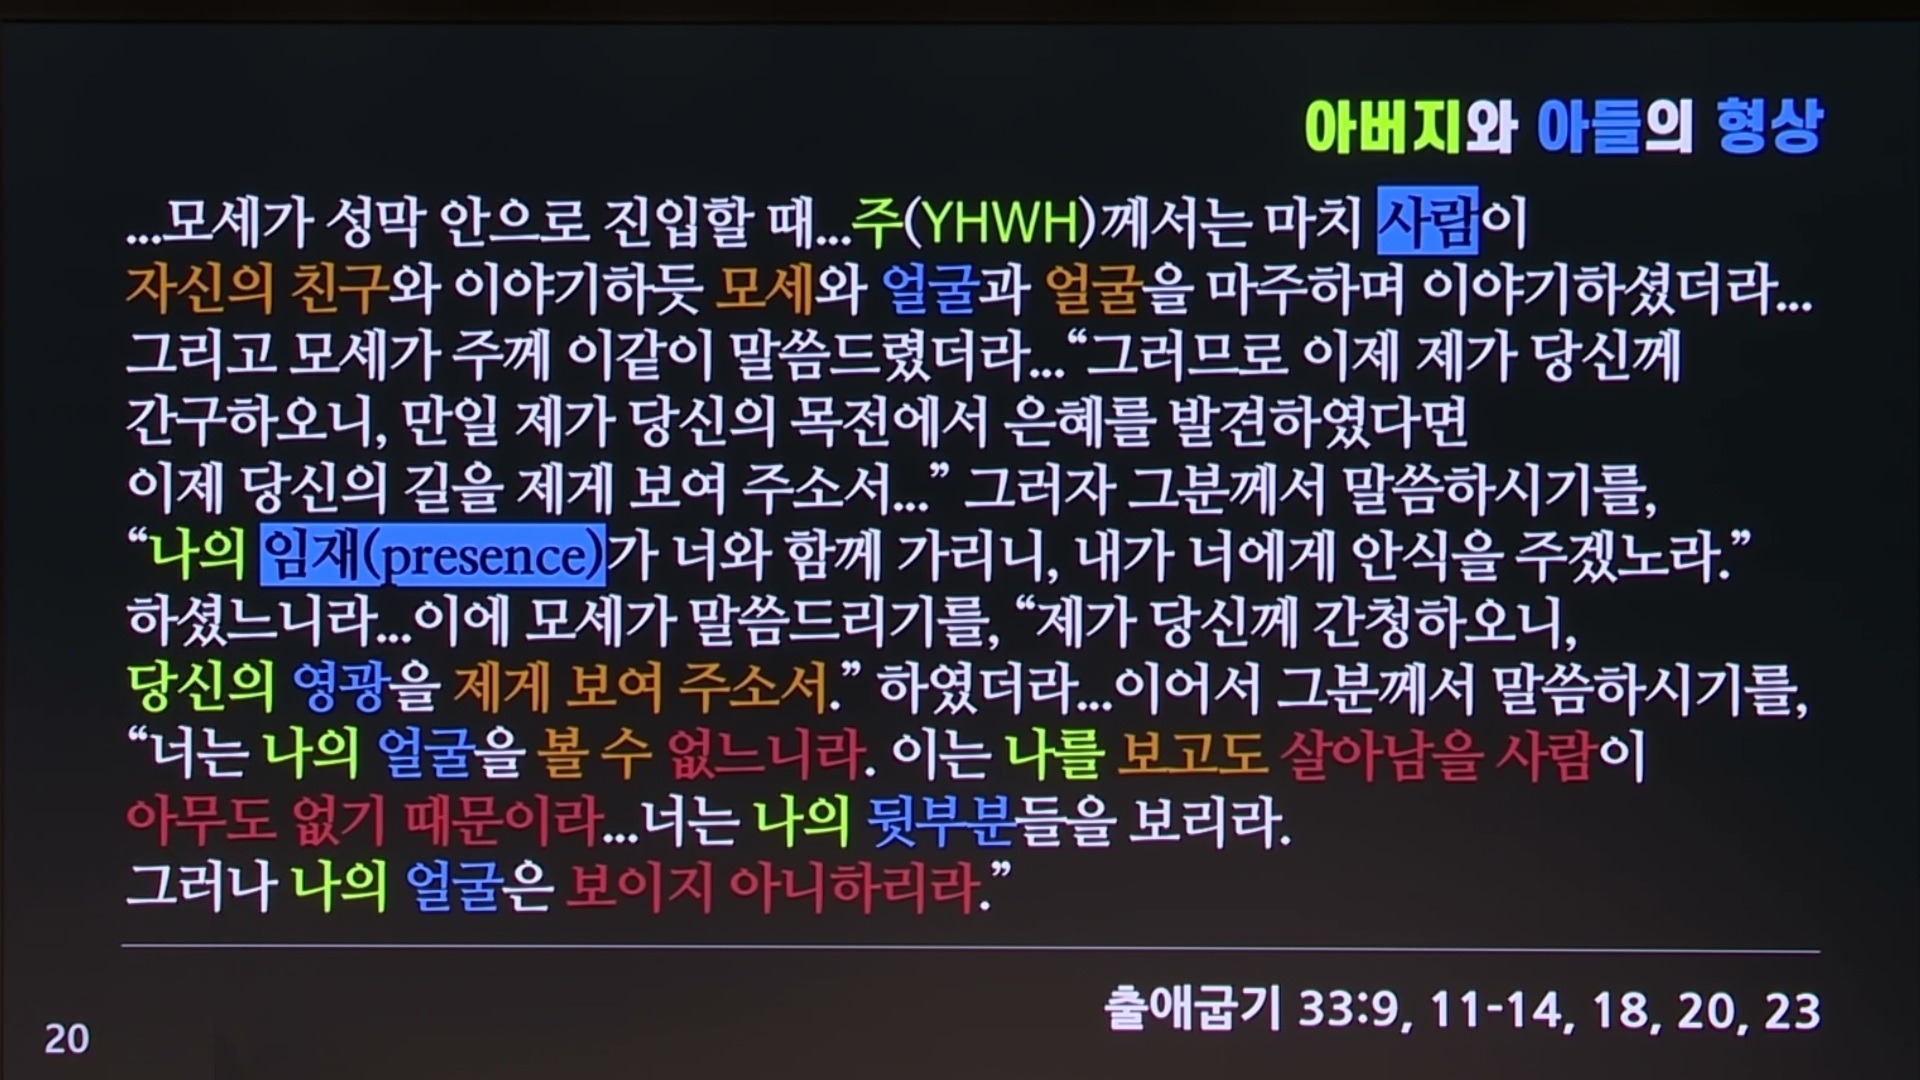 아버지와 아들의 형상
...모세가 성막 안으로 진입할 때...주(YHWH)께서는 마치 사람이
자신의 친구와 이야기하듯 모세와 얼굴과 얼굴을 마주하며 이야기하셨더라...
그리고 모세가 주께 이같이 말씀드렸더라...“그러므로 이제 제가 당신께
간구하오니, 만일 제가 당신의 목전에서 은혜를 발견하였다면
이제 당신의 길을 제게 보여 주소서...” 그러자 그분께서 말씀하시기를,
“나의 임재(presence)가 너와 함께 가리니, 내가 너에게 안식을 주겠노라.”
하셨느니라...이에 모세가 말씀드리기를, “제가 당신께 간청하오니,
당신의 영광을 제게 보여 주소서.” 하였더라...이어서 그분께서 말씀하시기를,
“너는 나의 얼굴을 볼 수 없느니라. 이는 나를 보고도 살아남을 사람이
아무도 없기 때문이라...너는 나의 뒷부분들을 보리라.
그러나 나의 얼굴은 보이지 아니하리라.”
출애굽기 33:9, 11-14, 18, 20, 23
20